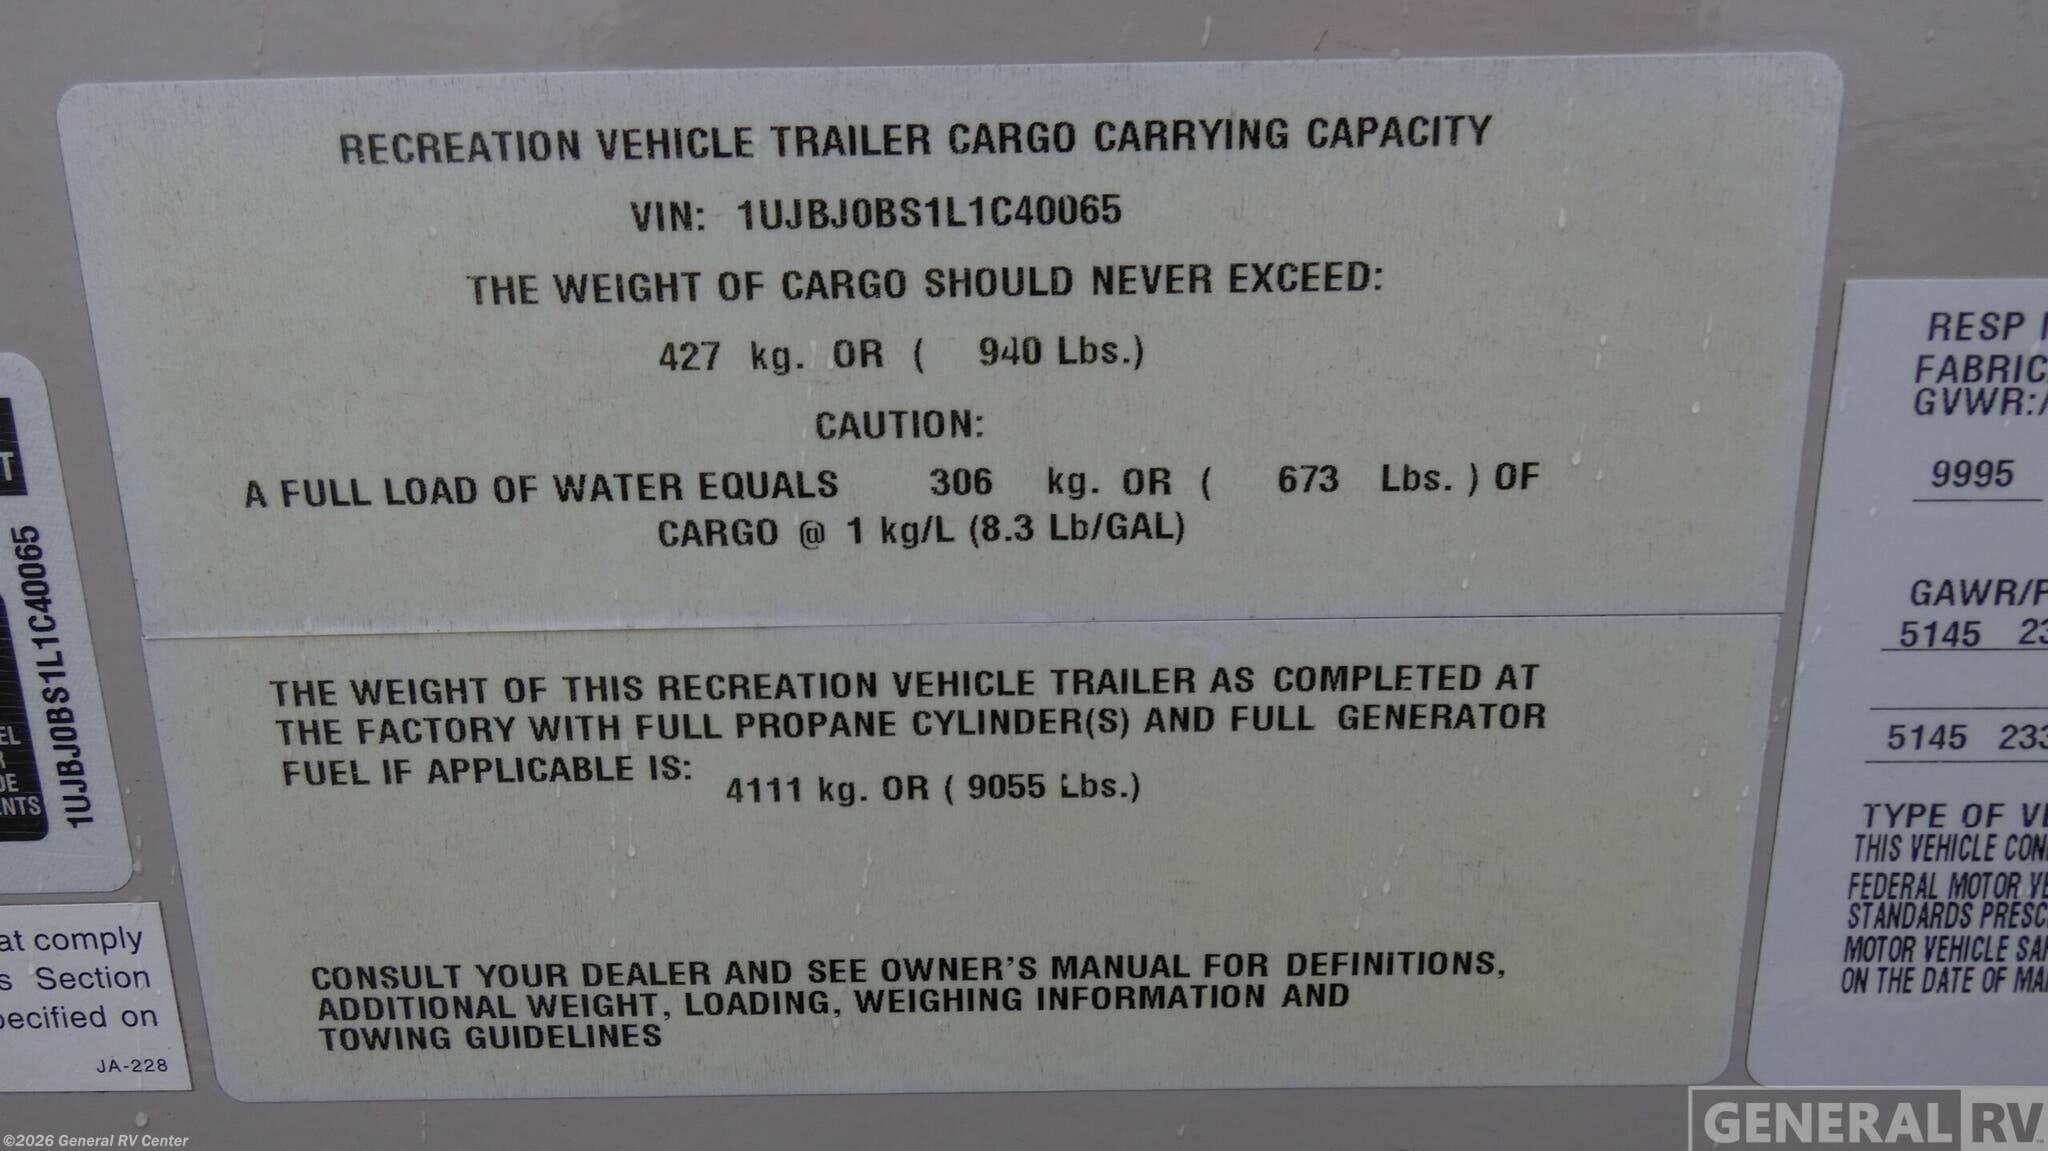 RECREATION VEHICLE TRAILER CARGO CARRYING CAPACITY
VIN: 1UJBJ0BS1L1C40065
THE WEIGHT OF CARGO SHOULD NEVER EXCEED:
427 kg. OR ( 940 Lbs.)
CAUTION:
A FULL LOAD OF WATER EQUALS 306 kg. OR ( 673 Lbs. ) OF
CARGO @ 1 kg/L (8.3 Lb/GAL)
THE WEIGHT OF THIS RECREATION VEHICLE TRAILER AS COMPLETED AT
THE FACTORY WITH FULL PROPANE CYLINDER(S) AND FULL GENERATOR
FUEL IF APPLICABLE IS:
4111 kg. OR ( 9055 Lbs.)
CONSULT YOUR DEALER AND SEE OWNER'S MANUAL FOR DEFINITIONS,
ADDITIONAL WEIGHT, LOADING, WEIGHING INFORMATION AND
TOWING GUIDELINES
1UJBJ0BS1L1C40065
comply
Section
on
JA-228
RESP
GVWR:
9995
5145
5145
TYPE OF
THIS VEHICLE
FEDERAL MOTOR
STANDARDS
MOTOR VEHICLE
ON THE DATE OF
©2026 General RV Center
GENERAL RV